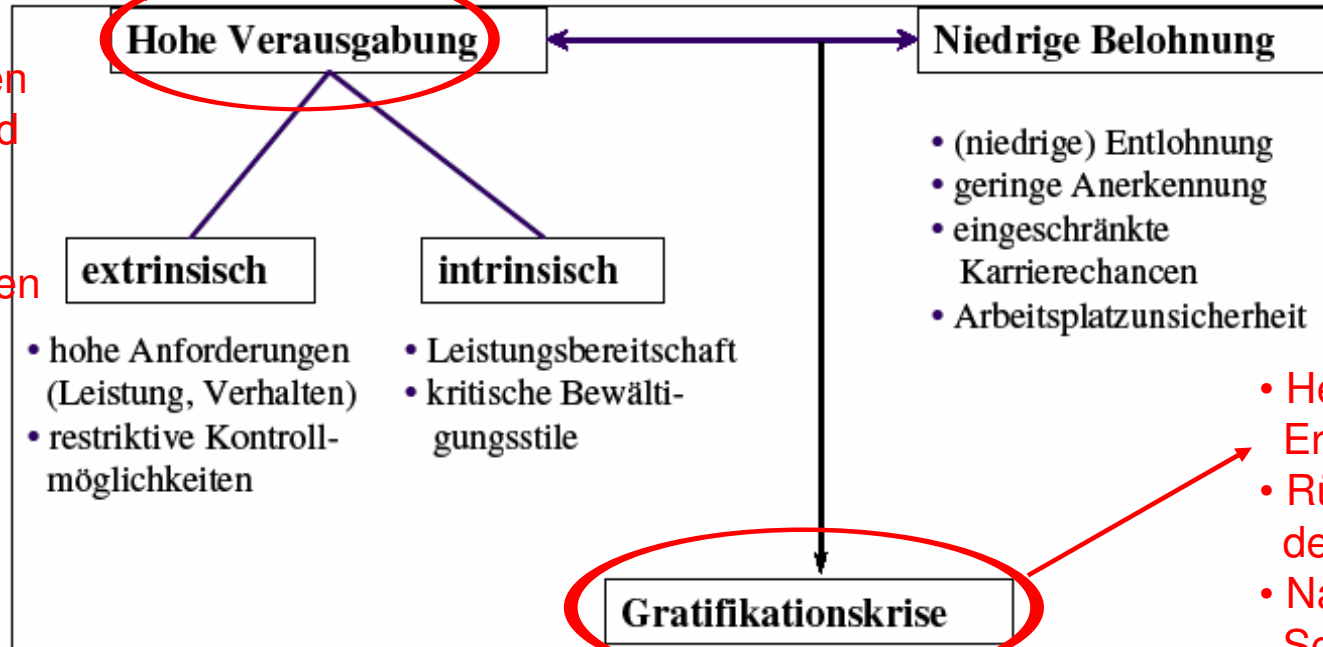 Hohe Verausgabung
Niedrige Belohnung
• (niedrige) Entlohnung
• geringe Anerkennung
• eingeschränkte
Karrierechancen
• Arbeitsplatzunsicherheit
extrinsisch
intrinsisch
• hohe Anforderungen
(Leistung, Verhalten)
• restriktive Kontroll-
möglichkeiten
• Leistungsbereitschaft
• kritische Bewälti-
gungsstile
Gratifikationskrise